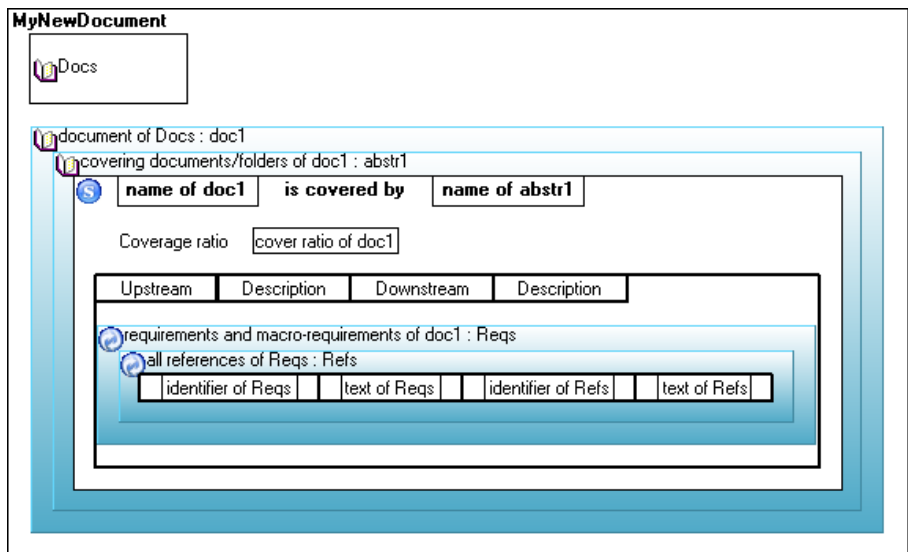 MyNewDocument
Docs
document of Docs : doc1
covering documents/folders of doc1 : abstr1
S name of doc1 is covered by name of abstr1
Coverage ratio cover ratio of doc1
Upstream Description Downstream Description
requirements and macro-requirements of doc1 : Reqs
all references of Reqs : Refs
identifier of Reqs text of Reqs identifier of Refs text of Refs